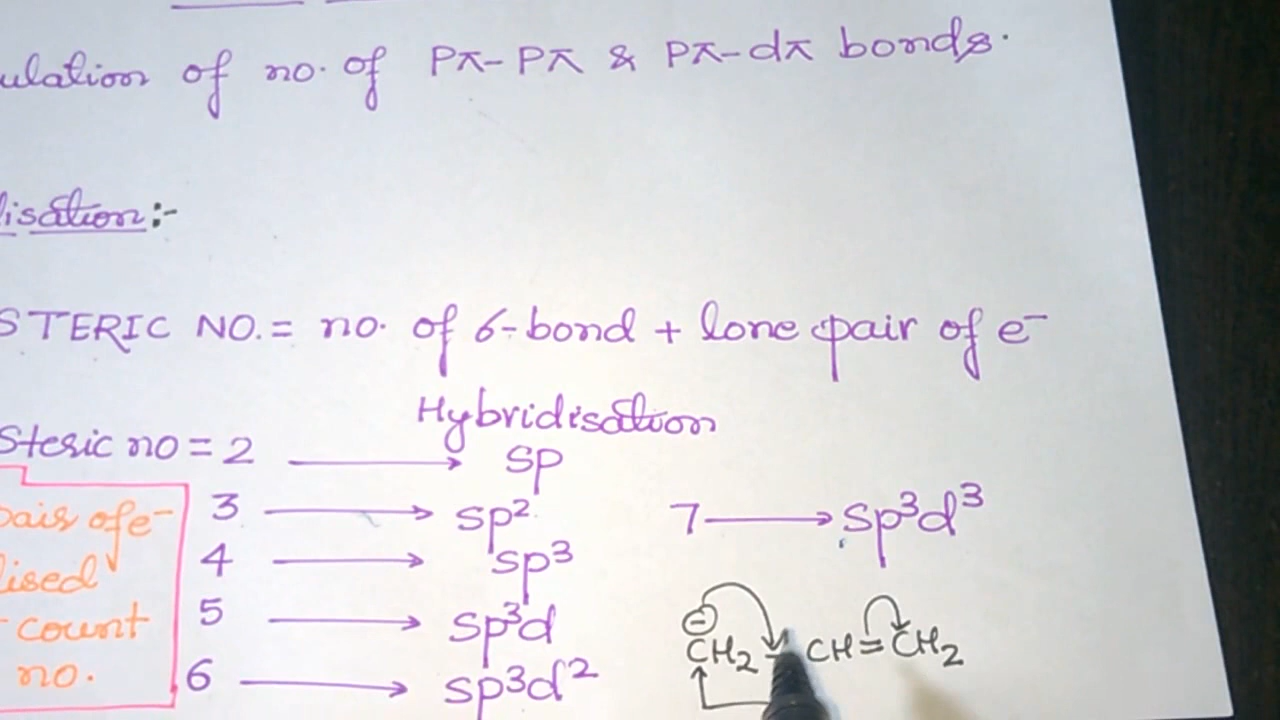 ulation of no. of Pπ-Pπ & Pπ-dπ bonds.
lisation:-
STERIC NO. = no. of 6-bond + lone pair of e⁻
Hybridisation
Steric no = 2 → sp
3 → sp²
4 → sp³
5 → sp³d
6 → sp³d²
7 → sp³d³
pair of e⁻
lised
count
no.
⊖
CH₂ - CH = CH₂